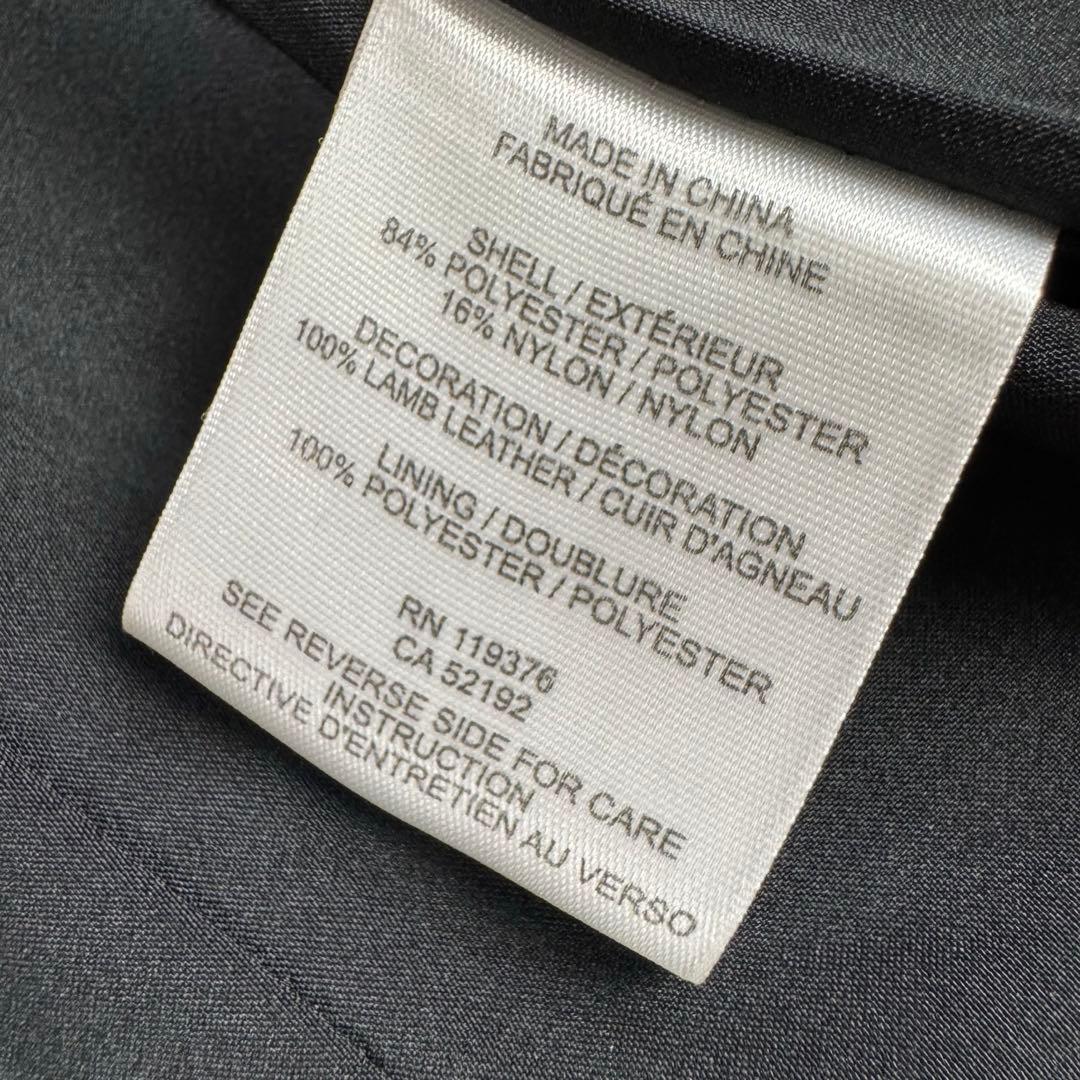 MADE IN CHINA
FABRIQUÉ EN CHINE
SHELL / EXTÉRIEUR
84% POLYESTER / POLYESTER
16% NYLON / NYLON
DECORATION / DÉCORATION
100% LAMB LEATHER / CUIR D'AGNEAU
LINING / DOUBLURE
100% POLYESTER / POLYESTER
RN 119376
CA 52192
SEE REVERSE SIDE FOR CARE
INSTRUCTION
DIRECTIVE D'ENTRETIEN AU VERSO